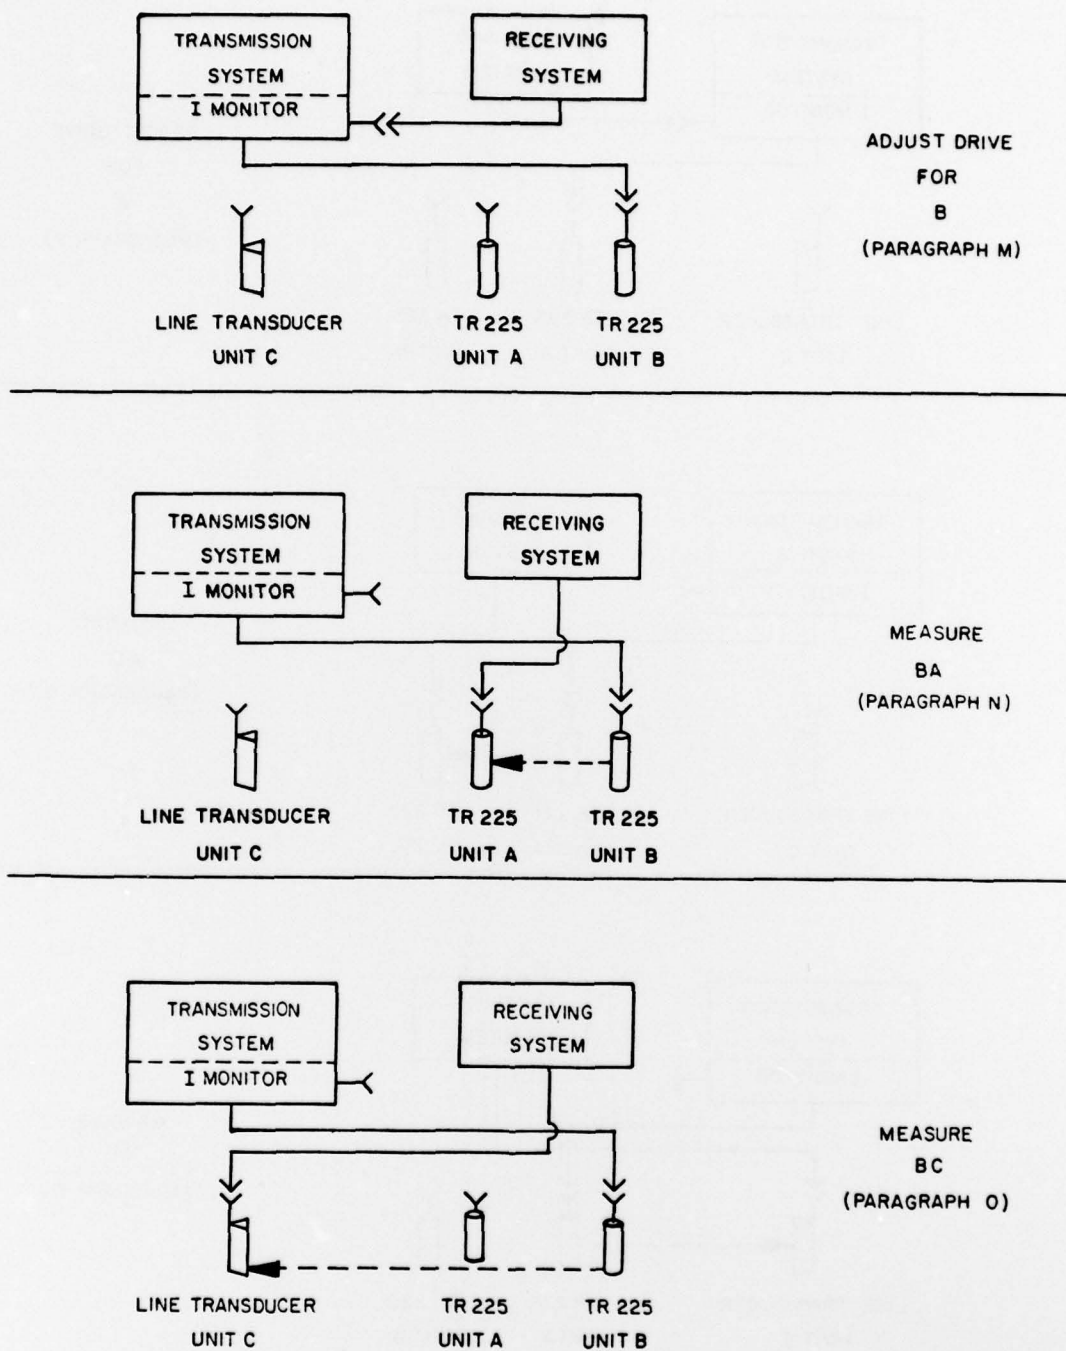 TRANSMISSION
SYSTEM
I MONITOR
RECEIVING
SYSTEM
ADJUST DRIVE
FOR
B
(PARAGRAPH M)
LINE TRANSDUCER
UNIT C
TR 225
UNIT A
TR 225
UNIT B
TRANSMISSION
SYSTEM
I MONITOR
RECEIVING
SYSTEM
MEASURE
BA
(PARAGRAPH N)
LINE TRANSDUCER
UNIT C
TR 225
UNIT A
TR 225
UNIT B
TRANSMISSION
SYSTEM
I MONITOR
RECEIVING
SYSTEM
MEASURE
BC
(PARAGRAPH O)
LINE TRANSDUCER
UNIT C
TR 225
UNIT A
TR 225
UNIT B